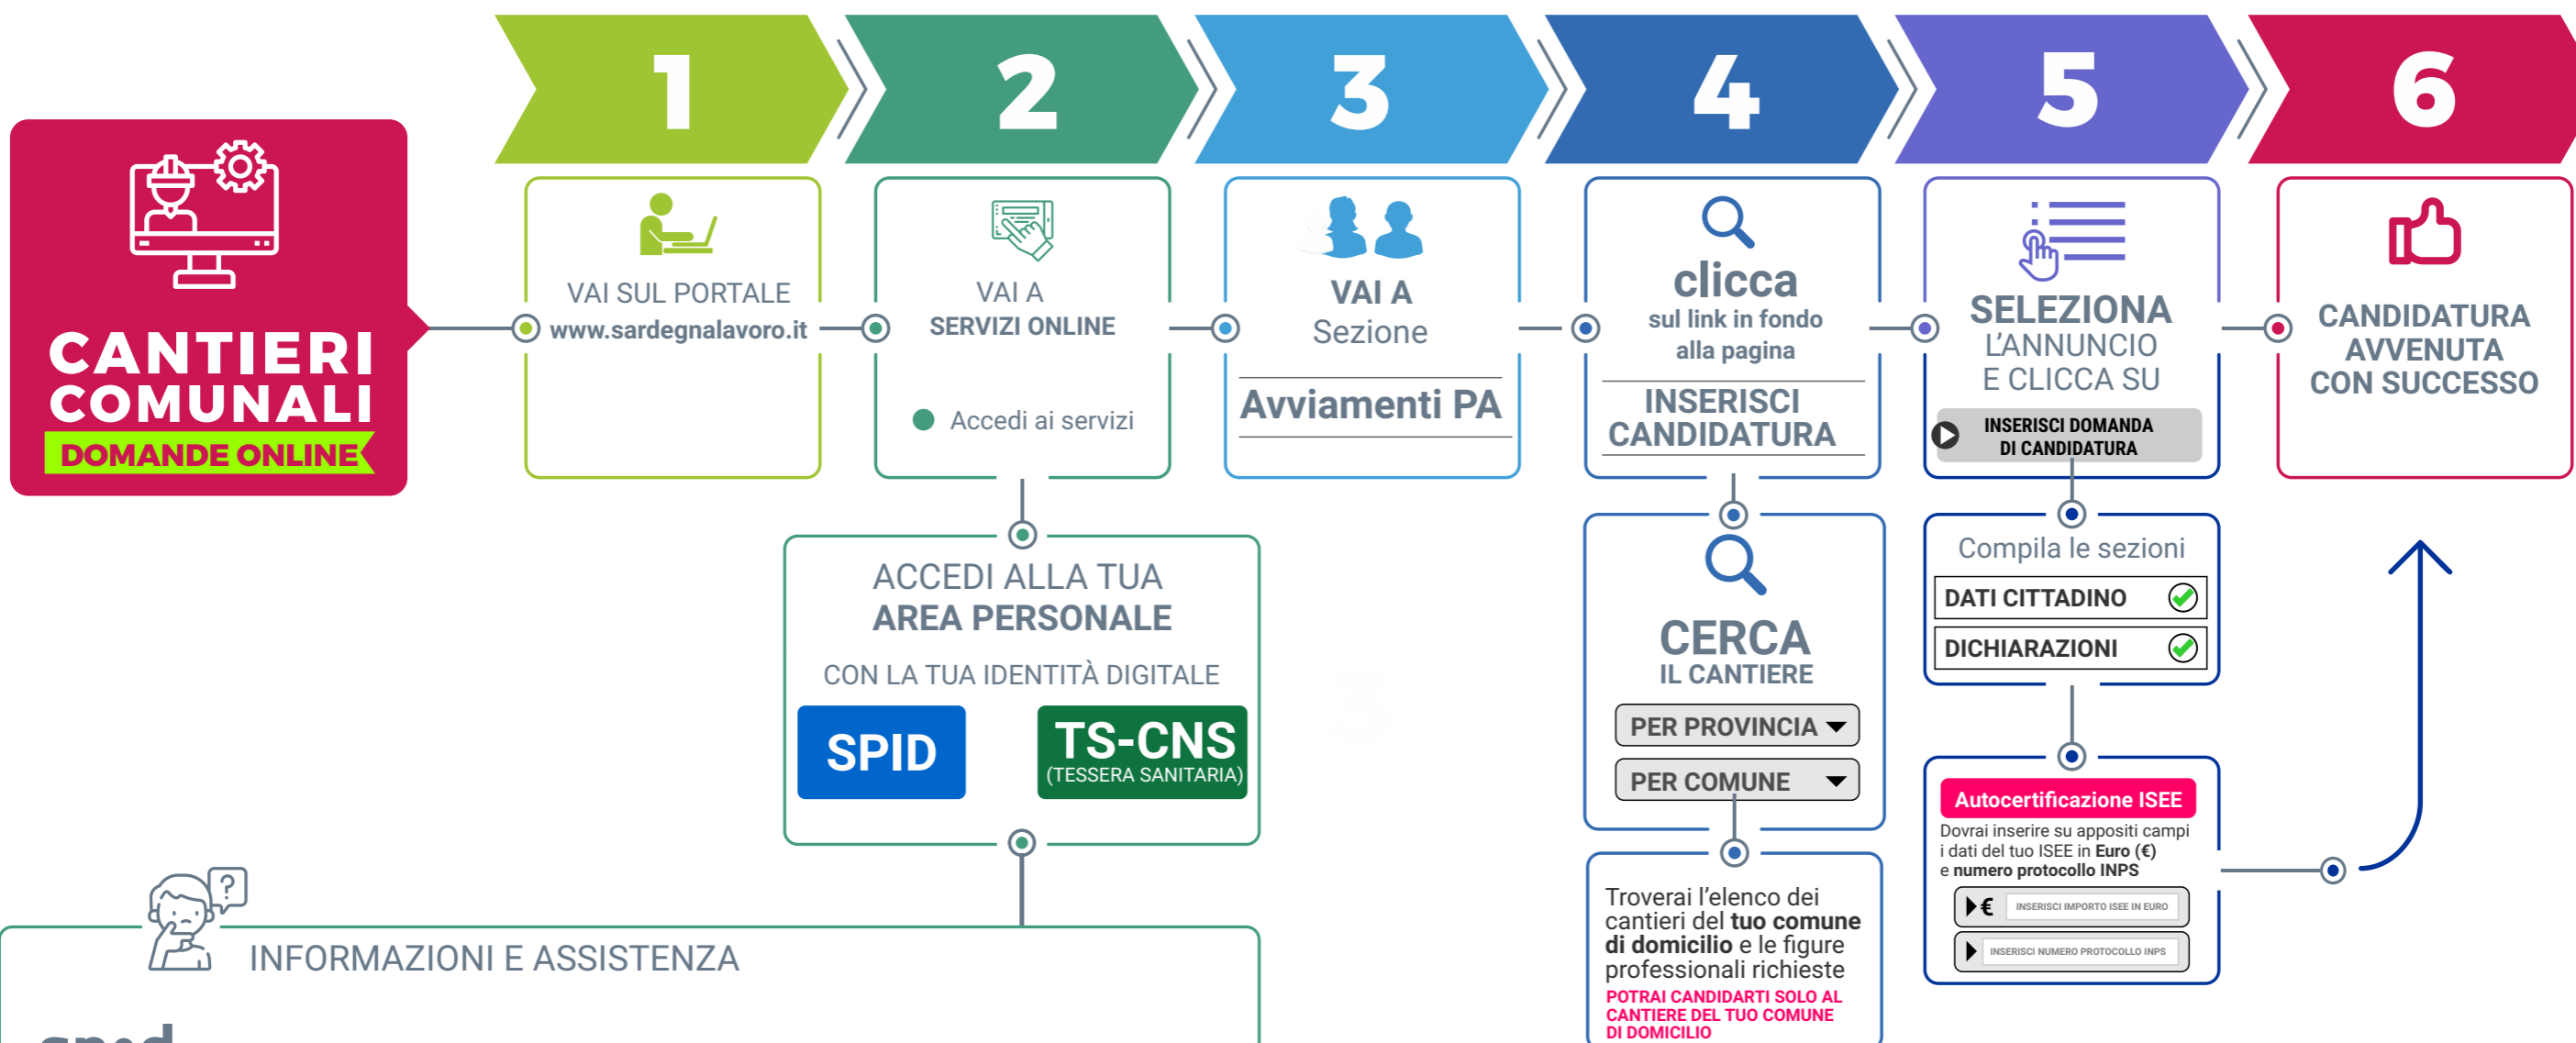 1
2
3
4
5
6
CANTIERI
COMUNALI
DOMANDE ONLINE
VAI SUL PORTALE
www.sardegnalavoro.it
VAI A
SERVIZI ONLINE
Accedi ai servizi
ACCEDI ALLA TUA
AREA PERSONALE
CON LA TUA IDENTITÀ DIGITALE
SPID
TS-CNS
(TESSERA SANITARIA)
VAI A
Sezione
Avviamenti PA
clicca
sul link in fondo
alla pagina
INSERISCI
CANDIDATURA
CERCA
IL CANTIERE
PER PROVINCIA
PER COMUNE
Troverai l'elenco dei
cantieri del tuo comune
di domicilio e le figure
professionali richieste
POTRAI CANDIDARTI SOLO AL
CANTIERE DEL TUO COMUNE
DI DOMICILIO
SELEZIONA
L'ANNUNCIO
E CLICCA SU
INSERISCI DOMANDA
DI CANDIDATURA
Compila le sezioni
DATI CITTADINO
DICHIARAZIONI
Autocertificazione ISEE
Dovrai inserire su appositi campi
i dati del tuo ISEE in Euro (€)
e numero protocollo INPS
€ INSERISCI IMPORTO ISEE IN EURO
INSERISCI NUMERO PROTOCOLLO INPS
CANDIDATURA
AVVENUTA
CON SUCCESSO
?
INFORMAZIONI E ASSISTENZA